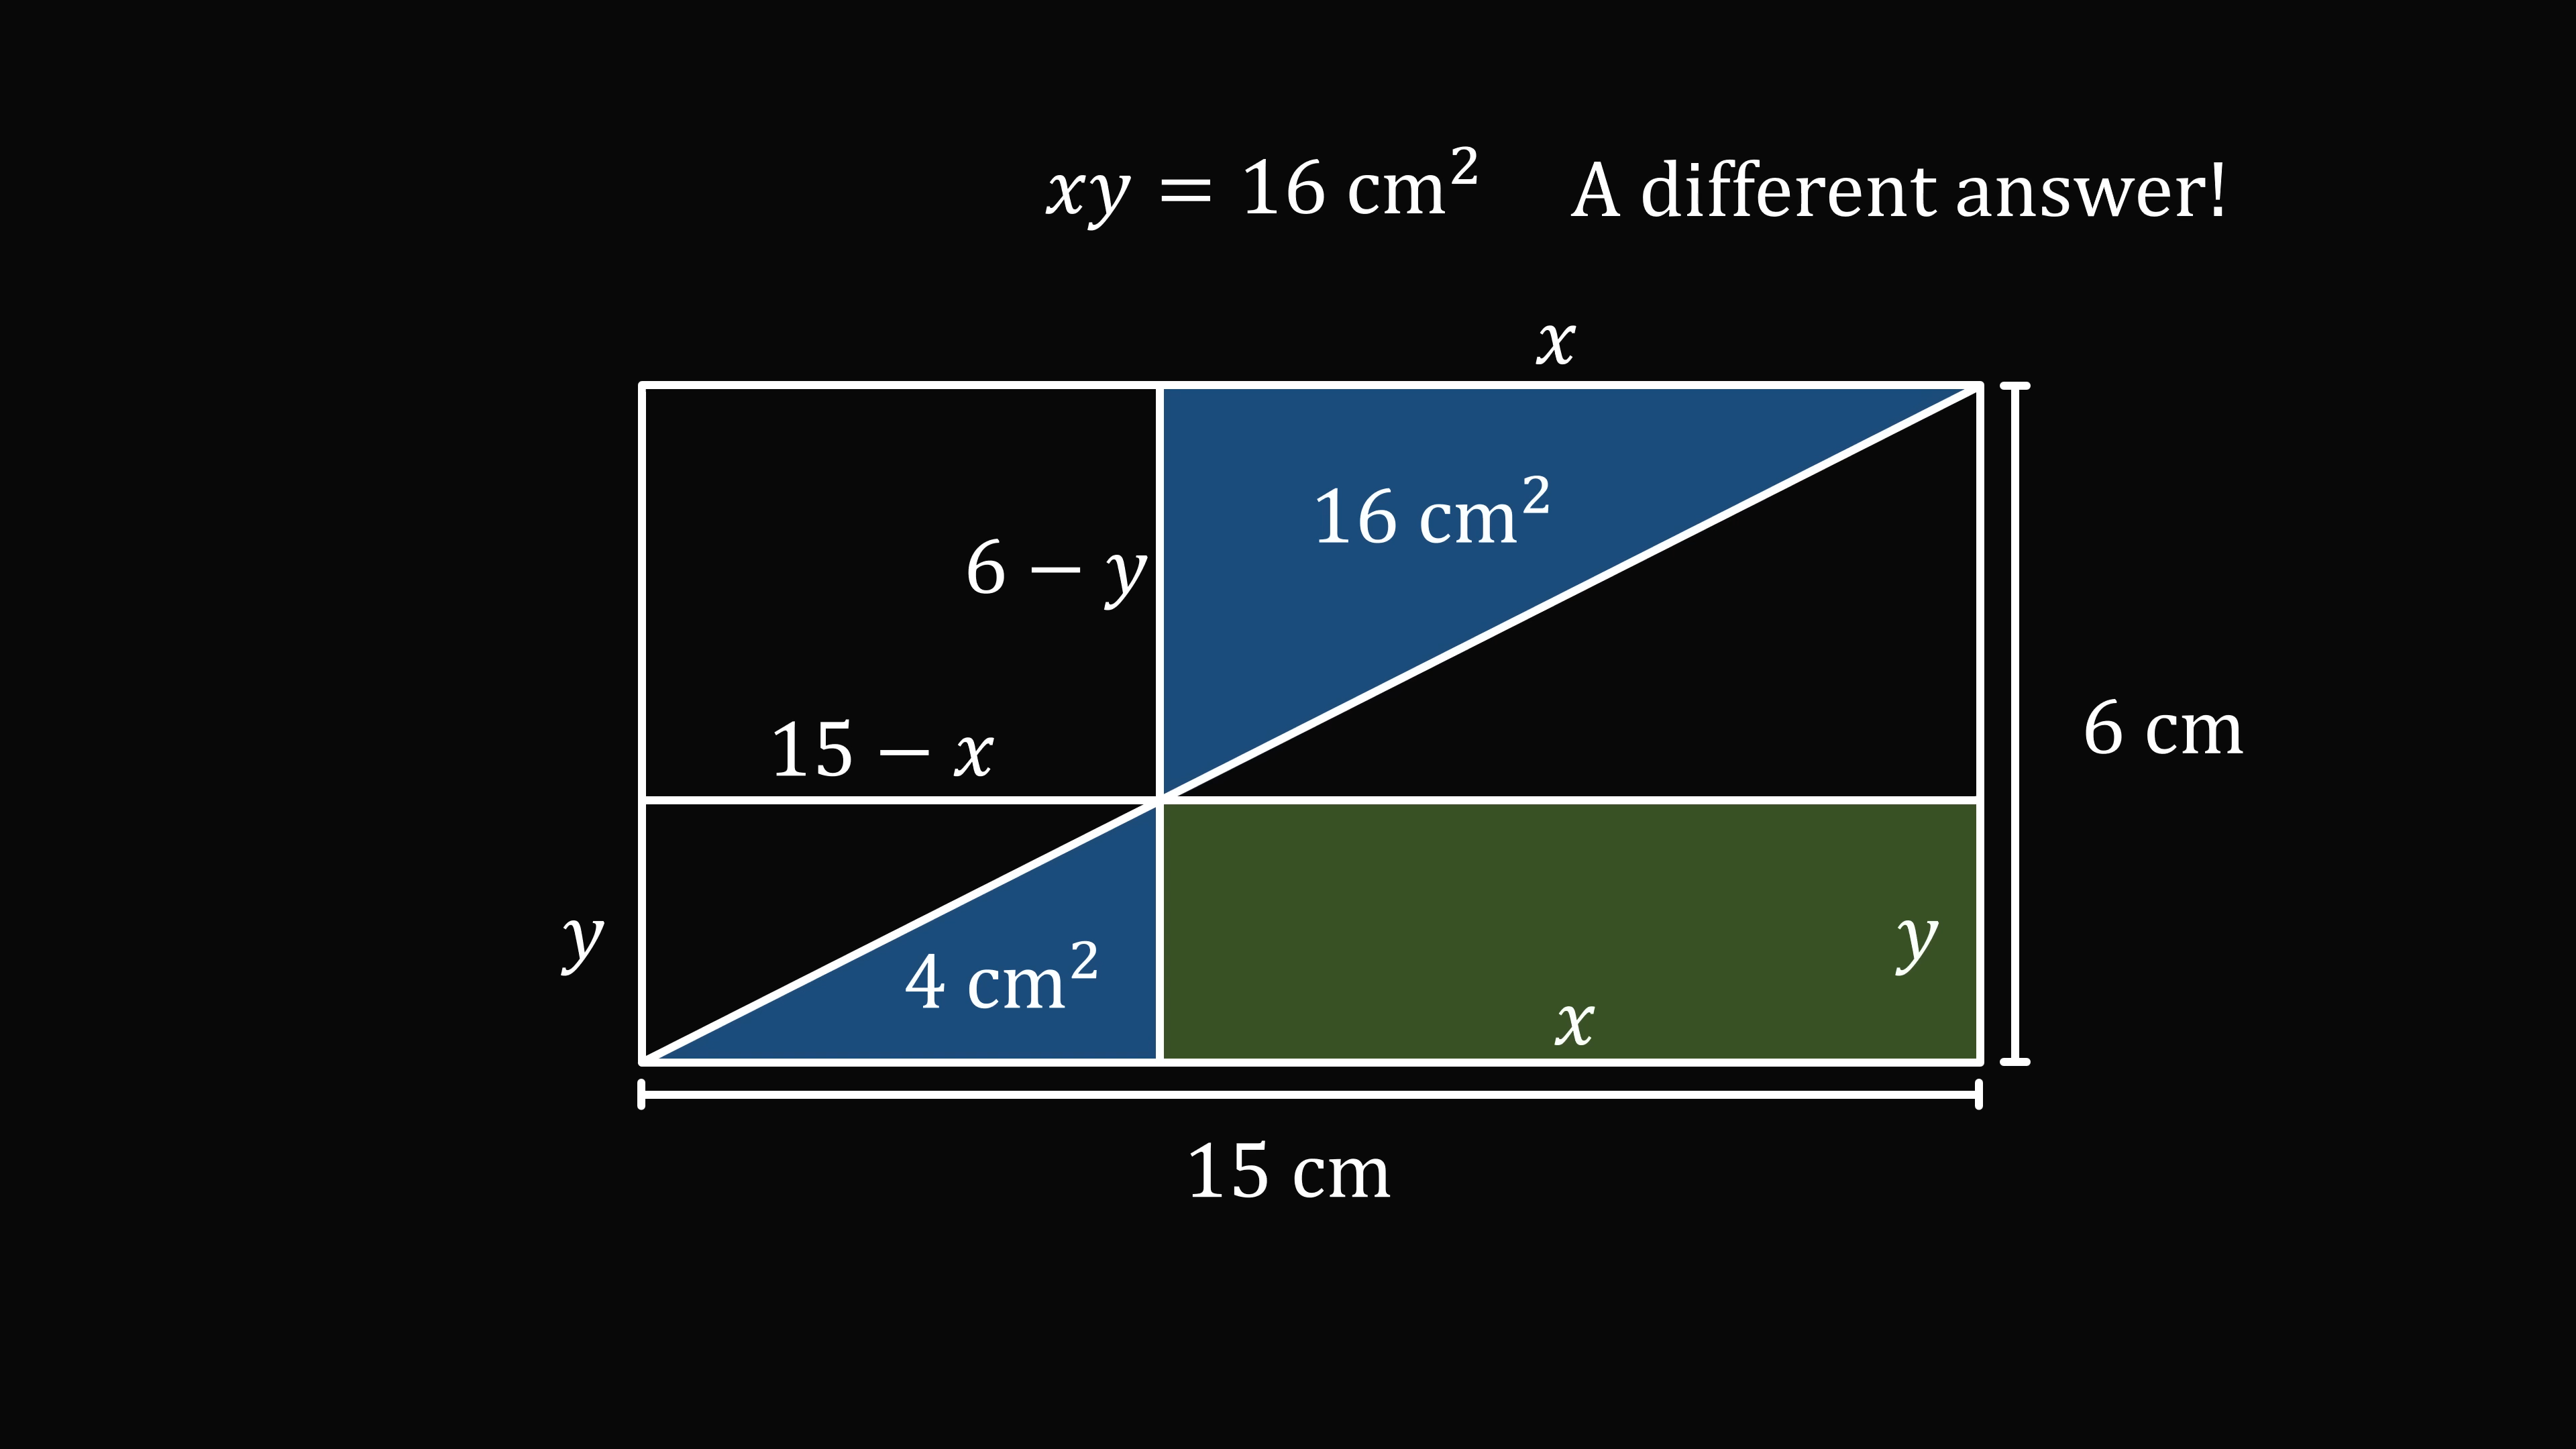 xy = 16 cm² A different answer!
x
16 cm²
6 − y
15 − x
6 cm
y
4 cm²
y
x
15 cm